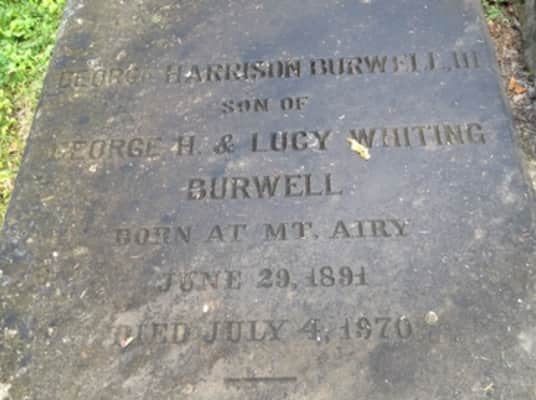 GEORGE HARRISON BURWELL, III
SON OF
GEORGE H. & LUCY WHITING
BURWELL
BORN AT MT. AIRY
JUNE 29, 1891
DIED JULY 4, 1970